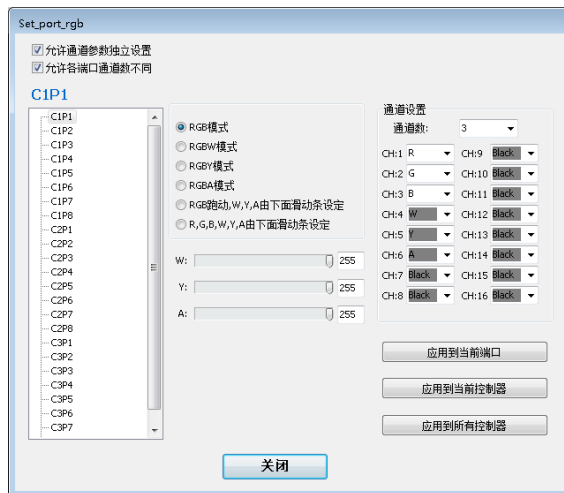 Set_port_rgb
允许通道参数独立设置
允许各端口通道数不同
C1P1
C1P1
C1P2
C1P3
C1P4
C1P5
C1P6
C1P7
C1P8
C2P1
C2P2
C2P3
C2P4
C2P5
C2P6
C2P7
C2P8
C3P1
C3P2
C3P3
C3P4
C3P5
C3P6
C3P7
RGB模式
RGBW模式
RGBY模式
RGBA模式
RGB跑动,W,Y,A由下面滑动条设定
R,G,B,W,Y,A由下面滑动条设定
W: 255
Y: 255
A: 255
通道设置
通道数: 3
CH:1 R CH:9 Black
CH:2 G CH:10 Black
CH:3 B CH:11 Black
CH:4 W CH:12 Black
CH:5 Y CH:13 Black
CH:6 A CH:14 Black
CH:7 Black CH:15 Black
CH:8 Black CH:16 Black
应用到当前端口
应用到当前控制器
应用到所有控制器
关闭